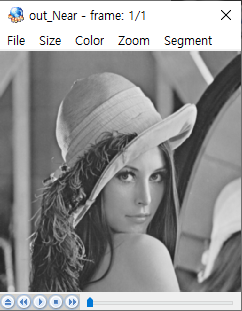 out_Near - frame: 1/1
File Size Color Zoom Segment